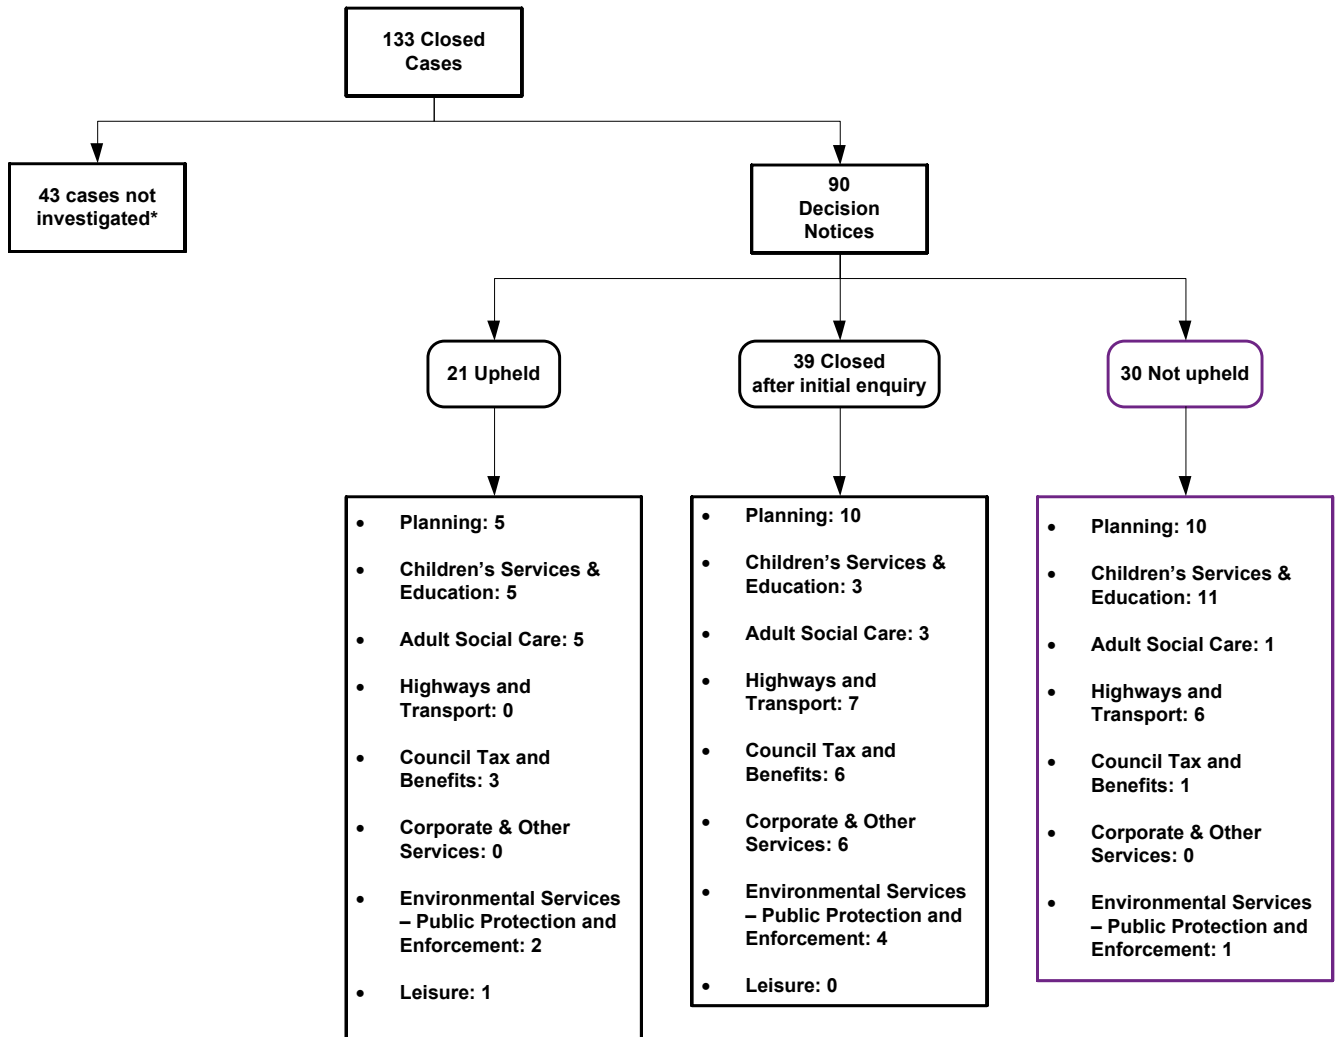 133 Closed
Cases
43 cases not
investigated*
90
Decision
Notices
21 Upheld
39 Closed
after initial enquiry
30 Not upheld
• Planning: 5
• Children’s Services &
Education: 5
• Adult Social Care: 5
• Highways and
Transport: 0
• Council Tax and
Benefits: 3
• Corporate & Other
Services: 0
• Environmental Services
– Public Protection and
Enforcement: 2
• Leisure: 1
• Planning: 10
• Children’s Services &
Education: 3
• Adult Social Care: 3
• Highways and
Transport: 7
• Council Tax and
Benefits: 6
• Corporate & Other
Services: 6
• Environmental Services
– Public Protection and
Enforcement: 4
• Leisure: 0
• Planning: 10
• Children’s Services &
Education: 11
• Adult Social Care: 1
• Highways and
Transport: 6
• Council Tax and
Benefits: 1
• Corporate & Other
Services: 0
• Environmental Services
– Public Protection and
Enforcement: 1